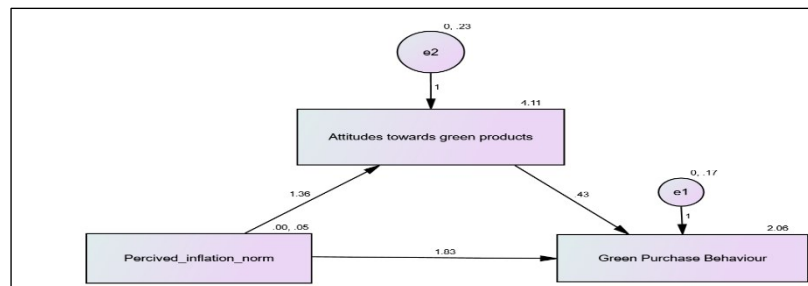 0, .23
e2
1
4.11
Attitudes towards green products
0, .17
1.36
.43
e1
.00, .05
1
2.06
Percived_inflation_norm
1.83
Green Purchase Behaviour